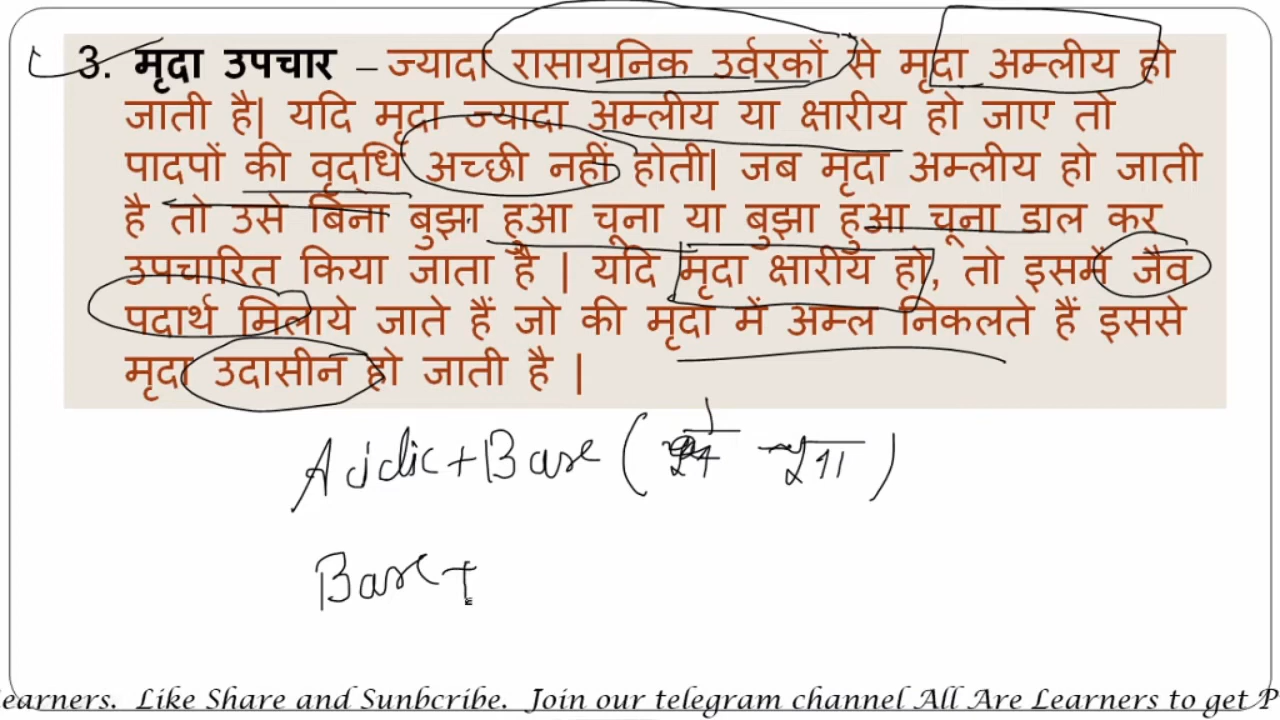 3. मृदा उपचार – ज्यादा रासायनिक उर्वरकों से मृदा अम्लीय हो
जाती है| यदि मृदा ज्यादा अम्लीय या क्षारीय हो जाए तो
पादपों की वृद्धि अच्छी नहीं होती| जब मृदा अम्लीय हो जाती
है तो उसे बिना बुझा हुआ चूना या बुझा हुआ चूना डाल कर
उपचारित किया जाता है | यदि मृदा क्षारीय हो, तो इसमें जैव
पदार्थ मिलाये जाते हैं जो की मृदा में अम्ल निकलते हैं इससे
मृदा उदासीन हो जाती है |
Acidic + Base (
Base +
earners. Like Share and Sunbcribe. Join our telegram channel All Are Learners to get P